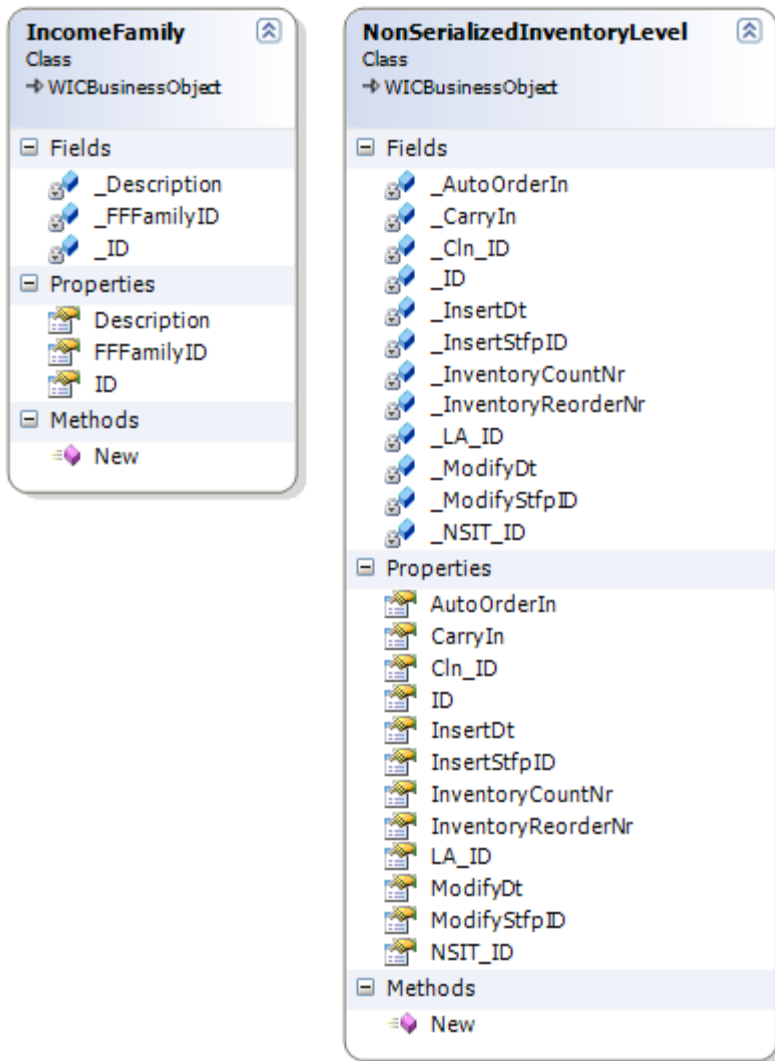 IncomeFamily
Class
WICBusinessObject
Fields
_Description
_FFFamilyID
_ID
Properties
Description
FFFamilyID
ID
Methods
New
NonSerializedInventoryLevel
Class
WICBusinessObject
Fields
_AutoOrderIn
_CarryIn
_Cln_ID
_ID
_InsertDt
_InsertStfpID
_InventoryCountNr
_InventoryReorderNr
_LA_ID
_ModifyDt
_ModifyStfpID
_NSIT_ID
Properties
AutoOrderIn
CarryIn
Cln_ID
ID
InsertDt
InsertStfpID
InventoryCountNr
InventoryReorderNr
LA_ID
ModifyDt
ModifyStfpID
NSIT_ID
Methods
New